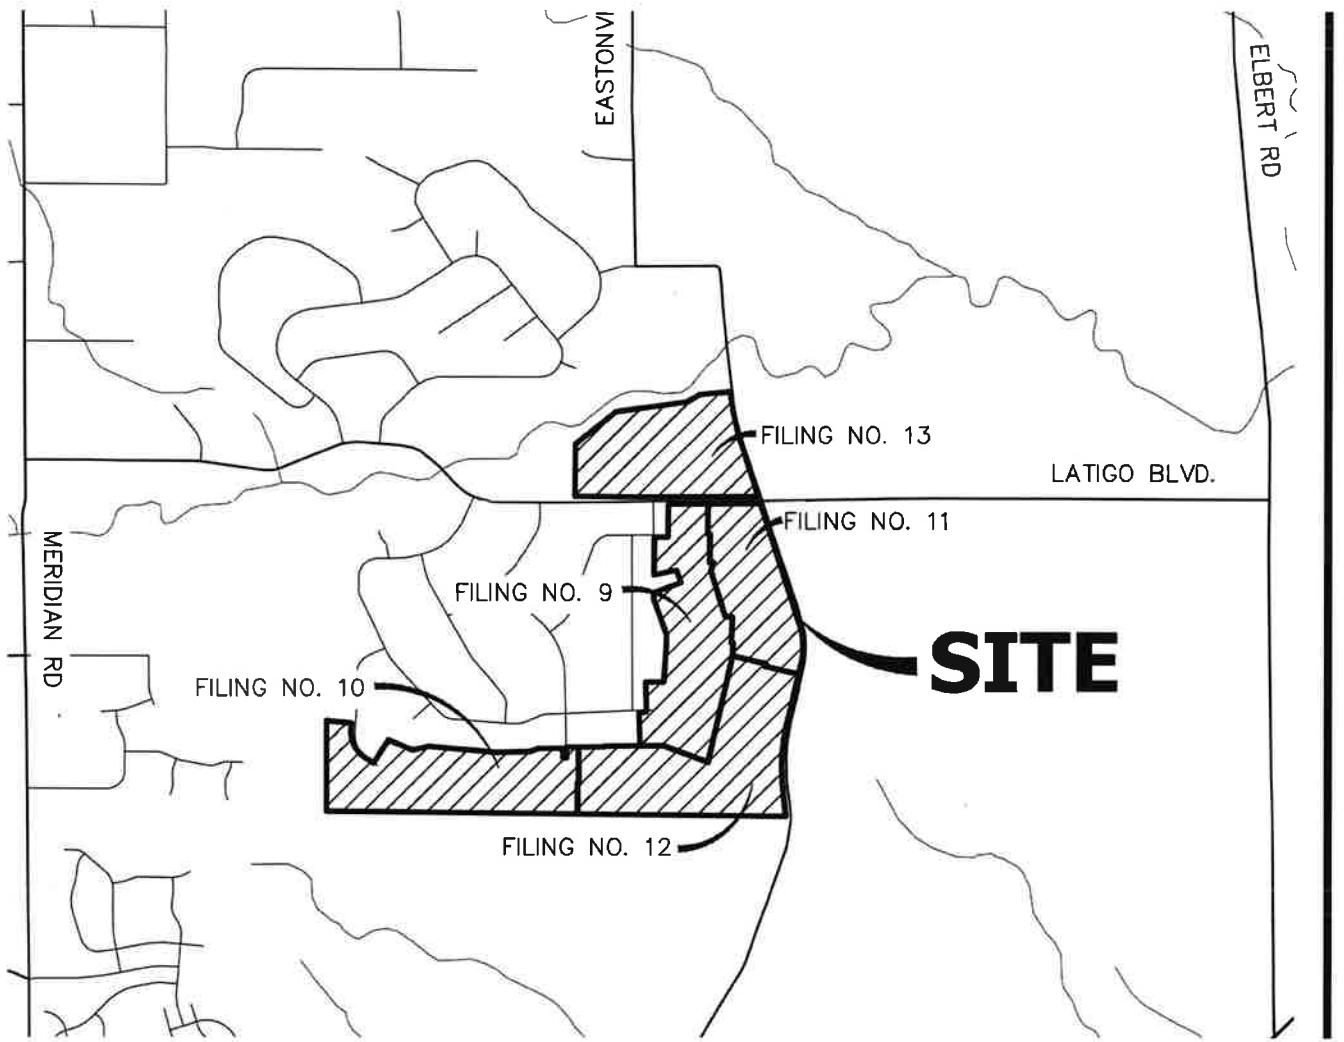 EASTONVI
ELBERT RD
FILING NO. 13
LATIGO BLVD.
FILING NO. 11
MERIDIAN RD
FILING NO. 9
SITE
FILING NO. 10
FILING NO. 12